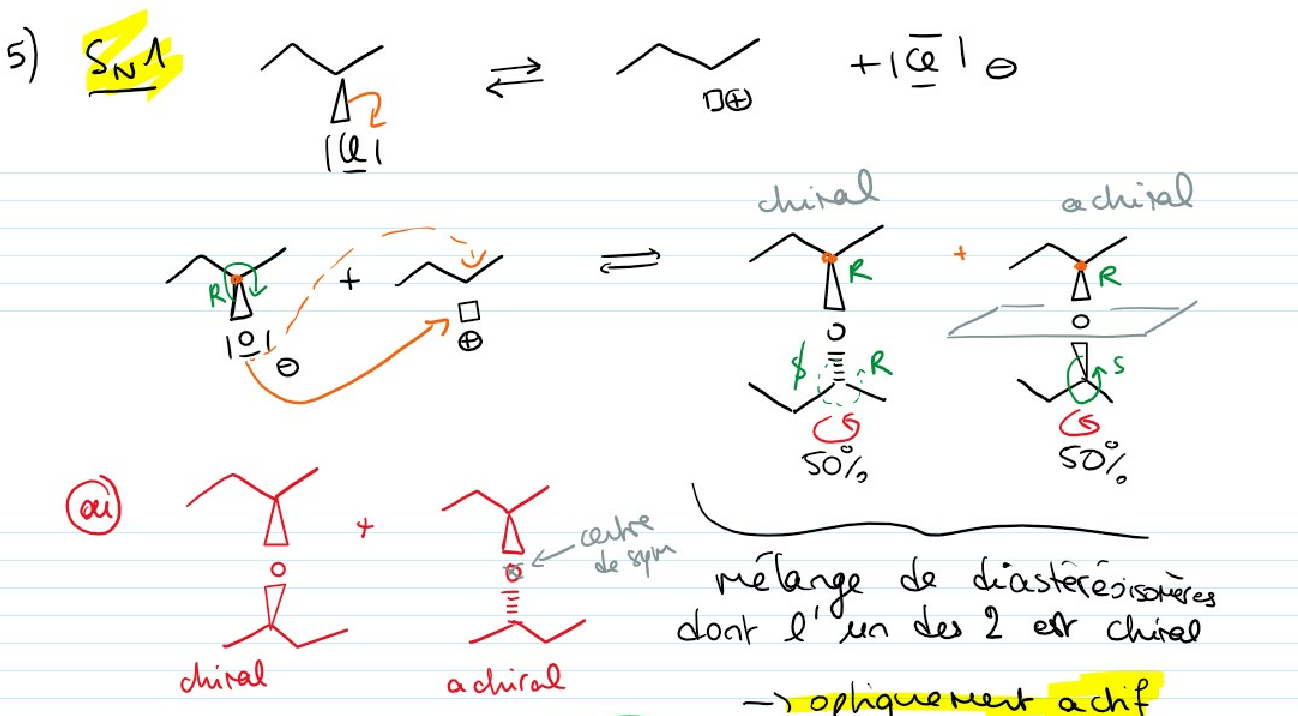 5) SN1 ⇌ + |Cl| ⊖
□⊕
|Cl|
chiral achiral
R + ⇌ R + R
|O| ⊖ □ ⊕ O O
$ R S
50% 50%
ou + centre
de sym
O O
mélange de diastéréoisomères
dont l'un des 2 est chiral
chiral achiral
→ optiquement actif